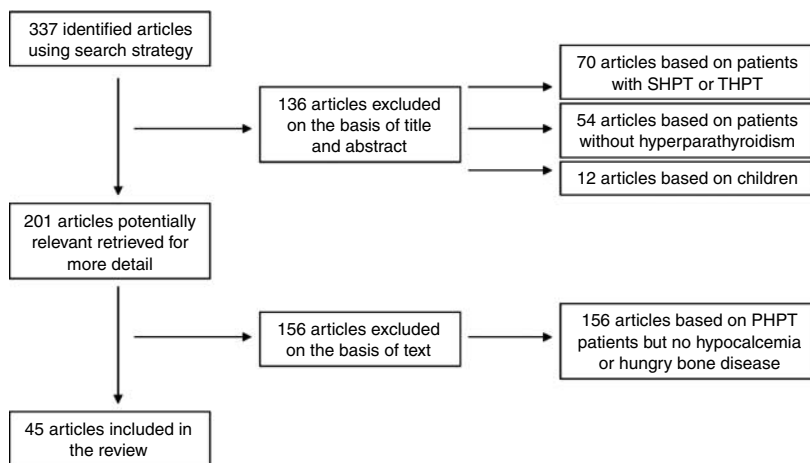 337 identified articles
using search strategy
136 articles excluded
on the basis of title
and abstract
70 articles based on patients
with SHPT or THPT
54 articles based on patients
without hyperparathyroidism
12 articles based on children
201 articles potentially
relevant retrieved for
more detail
156 articles excluded
on the basis of text
156 articles based on PHPT
patients but no hypocalcemia
or hungry bone disease
45 articles included in
the review